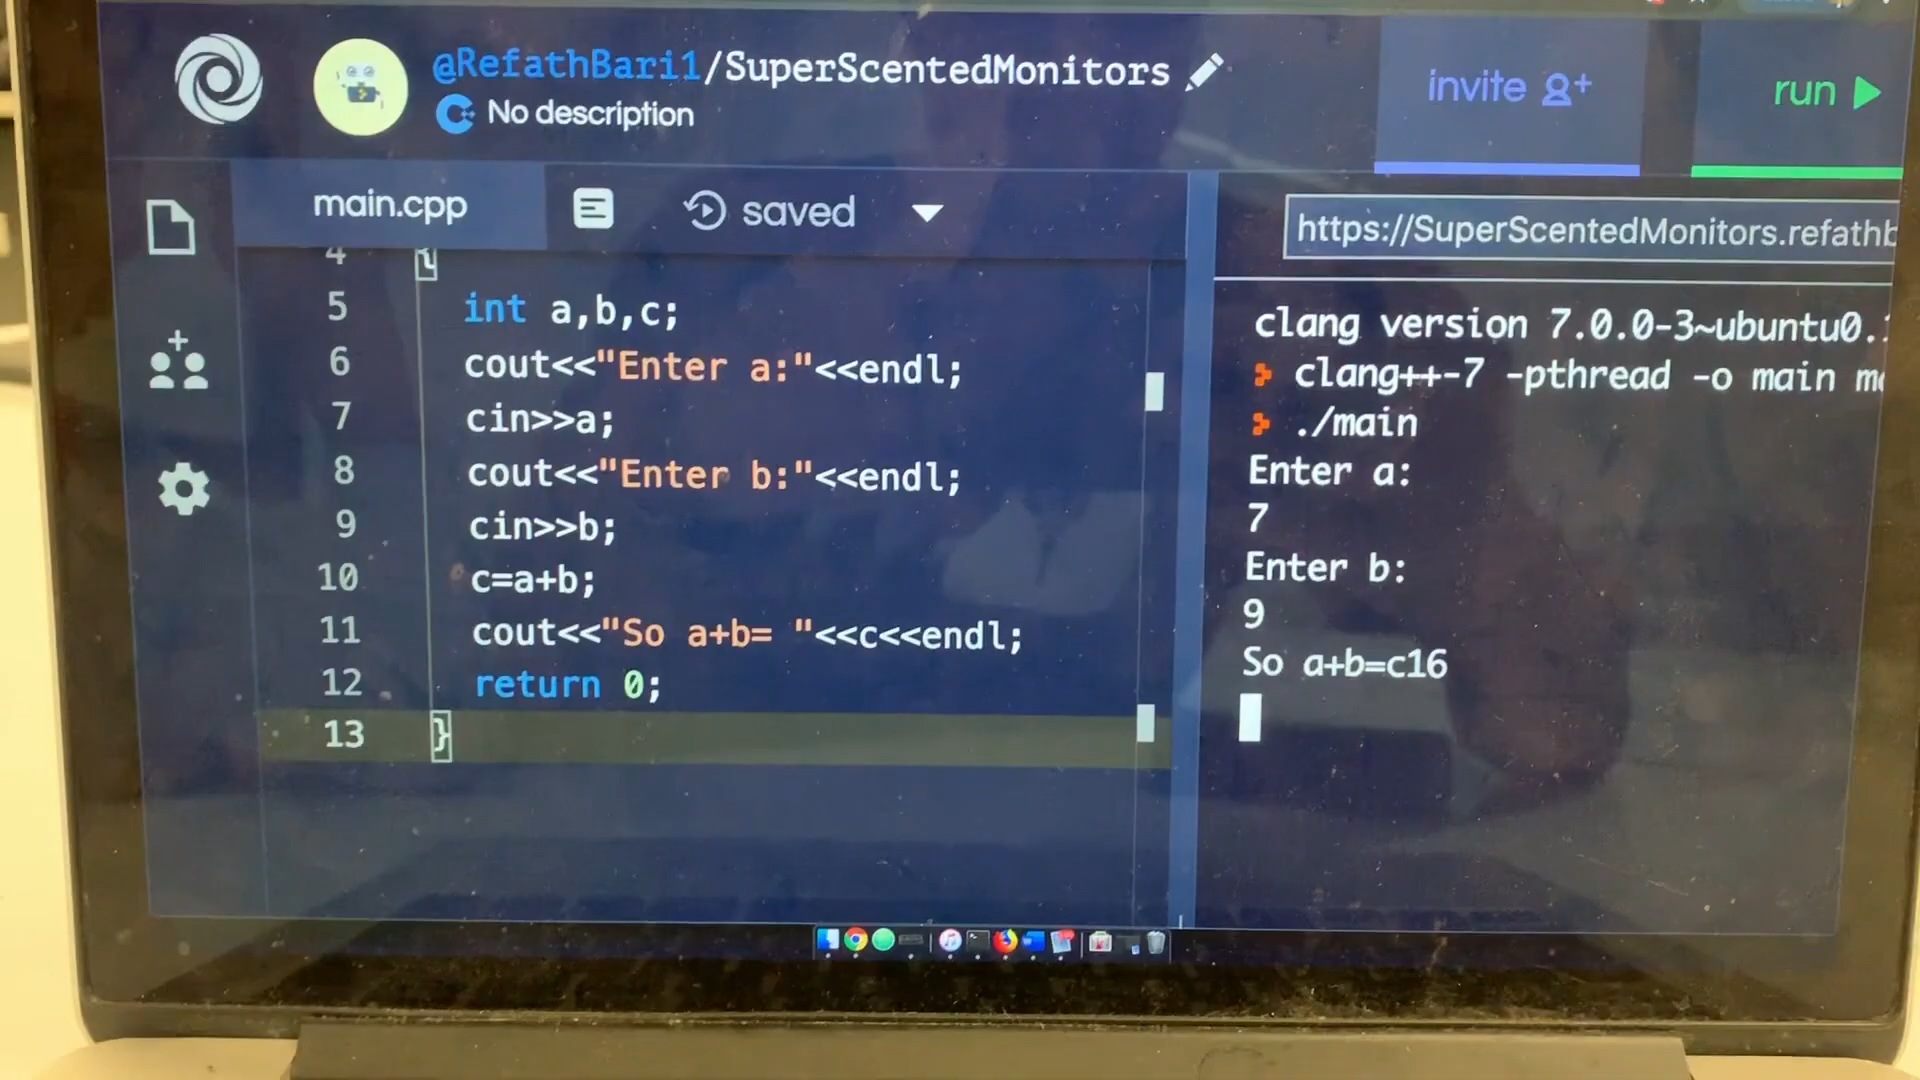 @RefathBari1/SuperScentedMonitors
No description
invite
run
main.cpp
saved
https://SuperScentedMonitors.refathb
4 {
5 int a,b,c;
6 cout<<"Enter a:"<<endl;
7 cin>>a;
8 cout<<"Enter b:"<<endl;
9 cin>>b;
10 c=a+b;
11 cout<<"So a+b= "<<c<<endl;
12 return 0;
13 }
clang version 7.0.0-3~ubuntu0.
clang++-7 -pthread -o main
./main
Enter a:
7
Enter b:
9
So a+b=c16